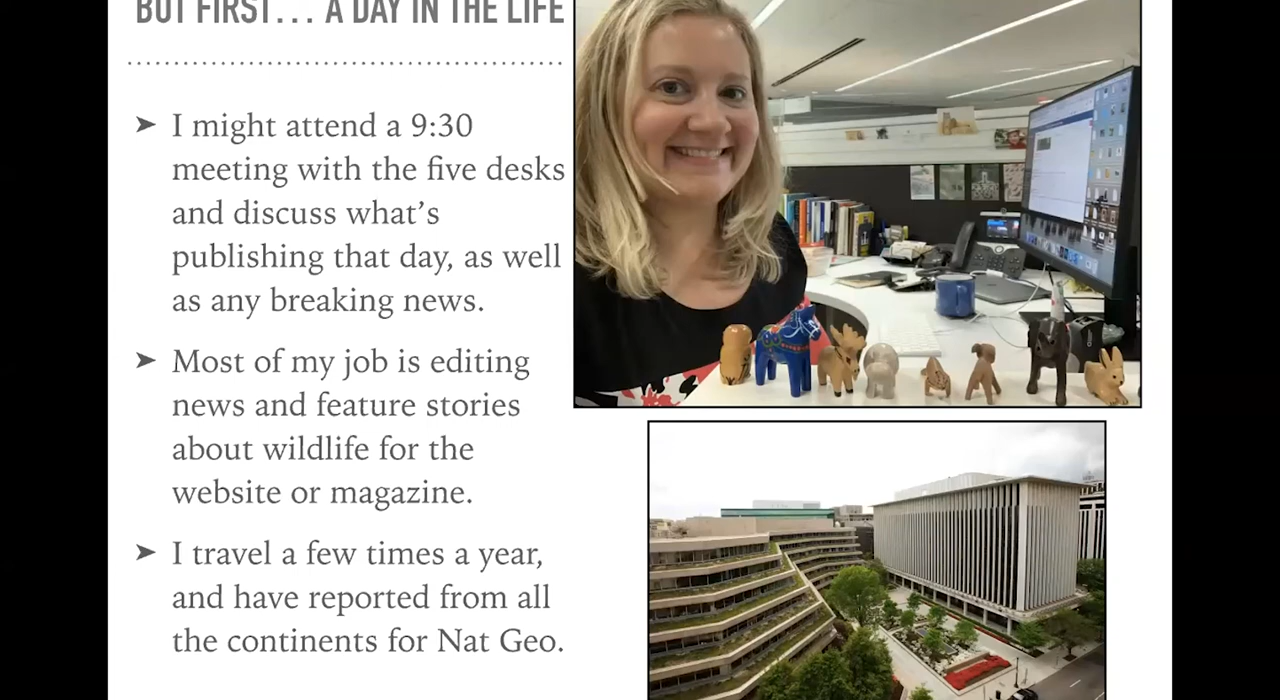 BUT FIRST... A DAY IN THE LIFE
➤ I might attend a 9:30
meeting with the five desks
and discuss what’s
publishing that day, as well
as any breaking news.
➤ Most of my job is editing
news and feature stories
about wildlife for the
website or magazine.
➤ I travel a few times a year,
and have reported from all
the continents for Nat Geo.